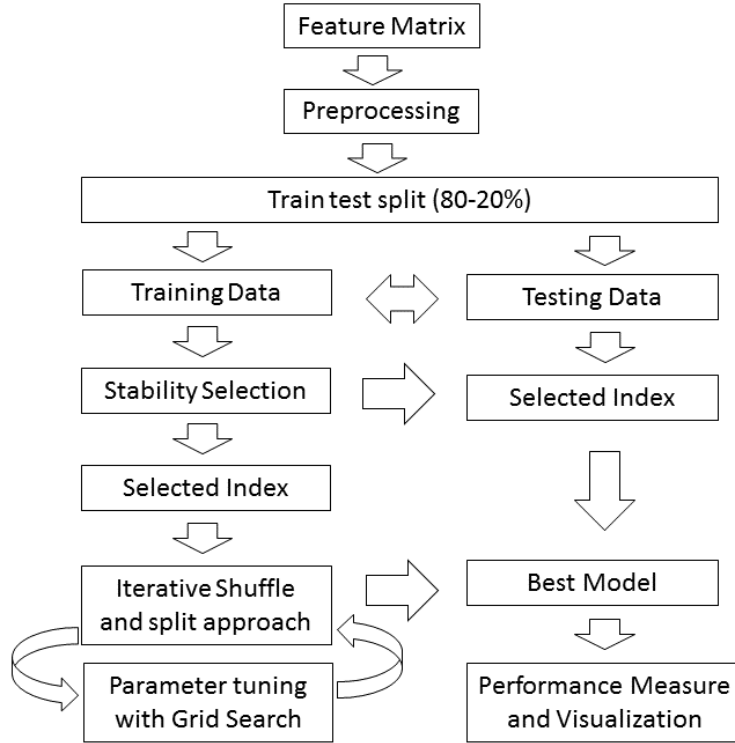 Feature Matrix
Preprocessing
Train test split (80-20%)
Training Data
Testing Data
Stability Selection
Selected Index
Selected Index
Iterative Shuffle
and split approach
Best Model
Parameter tuning
with Grid Search
Performance Measure
and Visualization